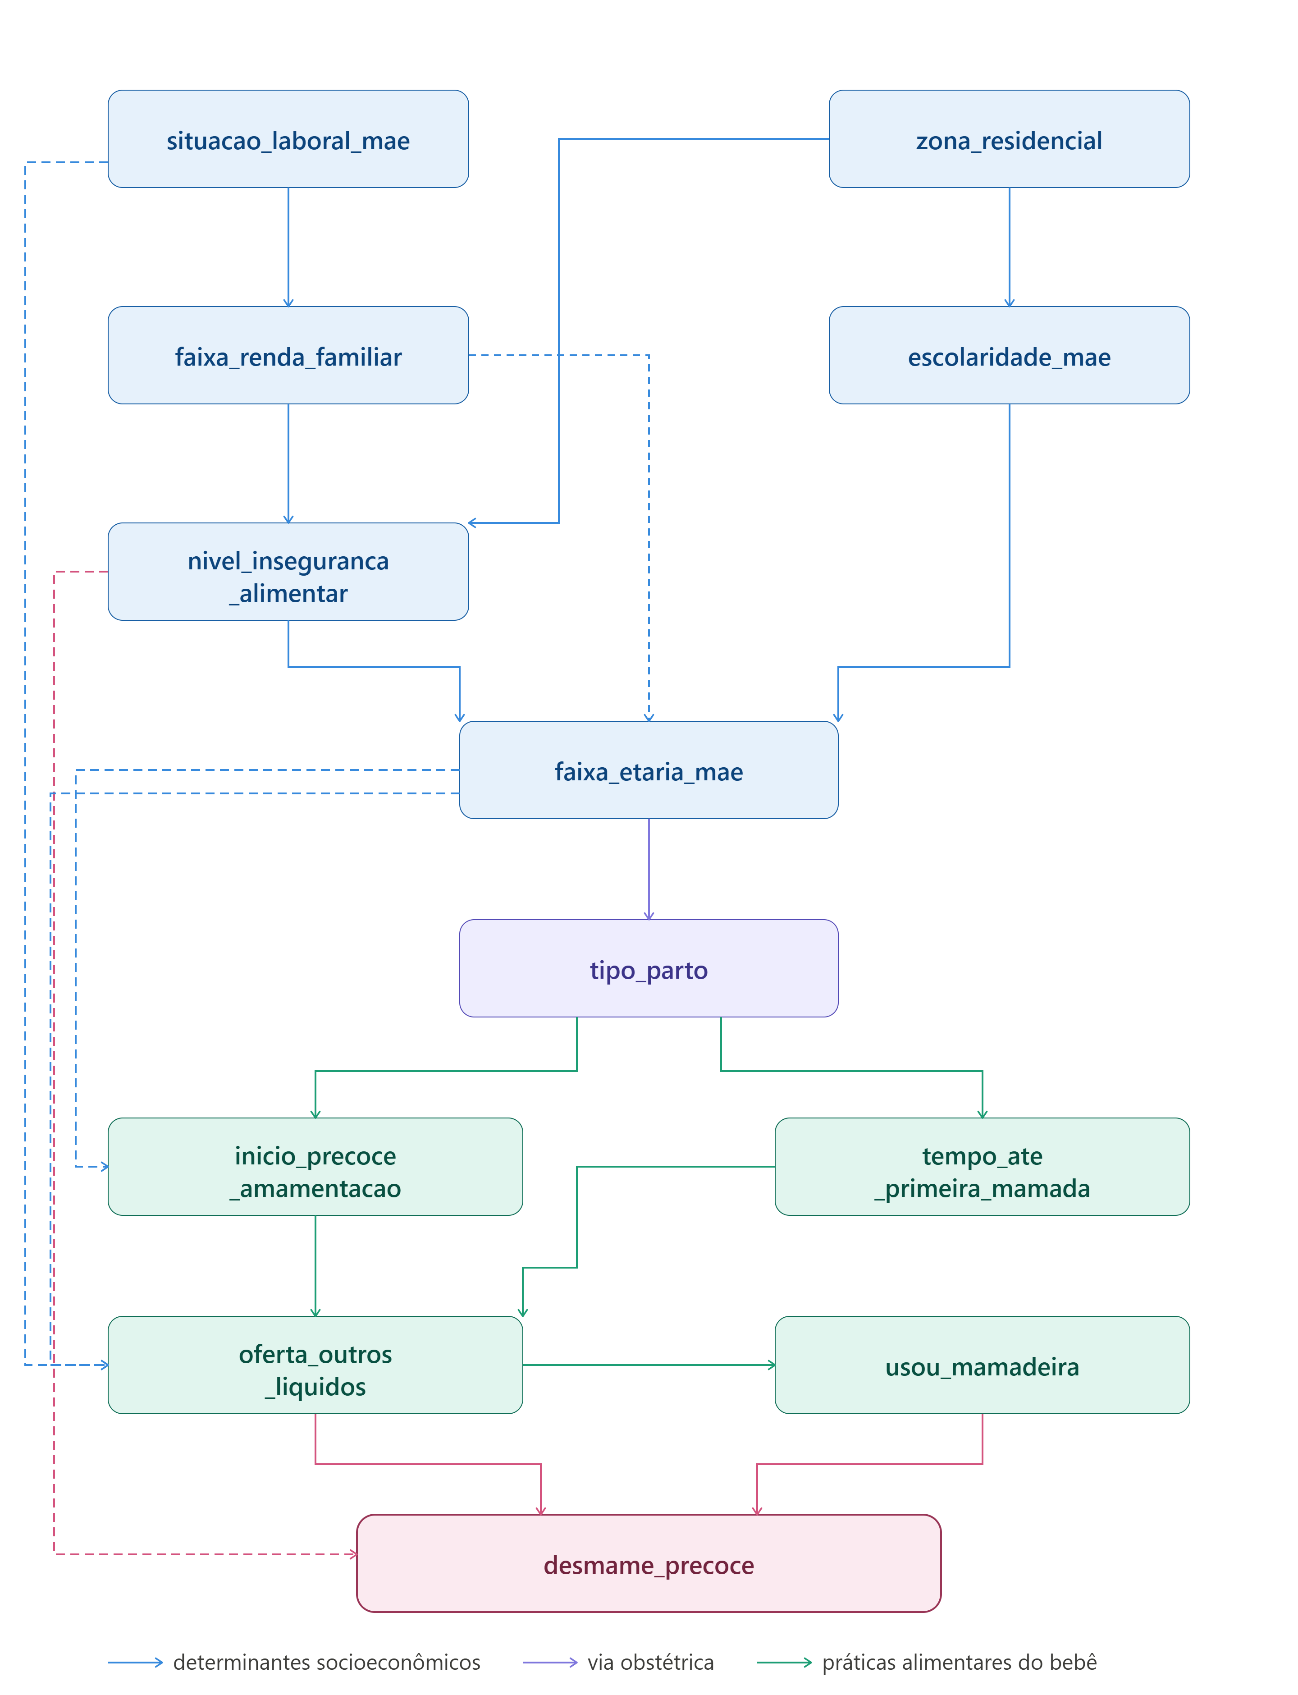 situacao_laboral_mae
zona_residencial
faixa_renda_familiar
escolaridade_mae
nivel_inseguranca
_alimentar
faixa_etaria_mae
tipo_parto
inicio_precoce
_amamentacao
tempo_ate
_primeira_mamada
oferta_outros
_liquidos
usou_mamadeira
desmame_precoce
determinantes socioeconômicos
via obstétrica
práticas alimentares do bebê